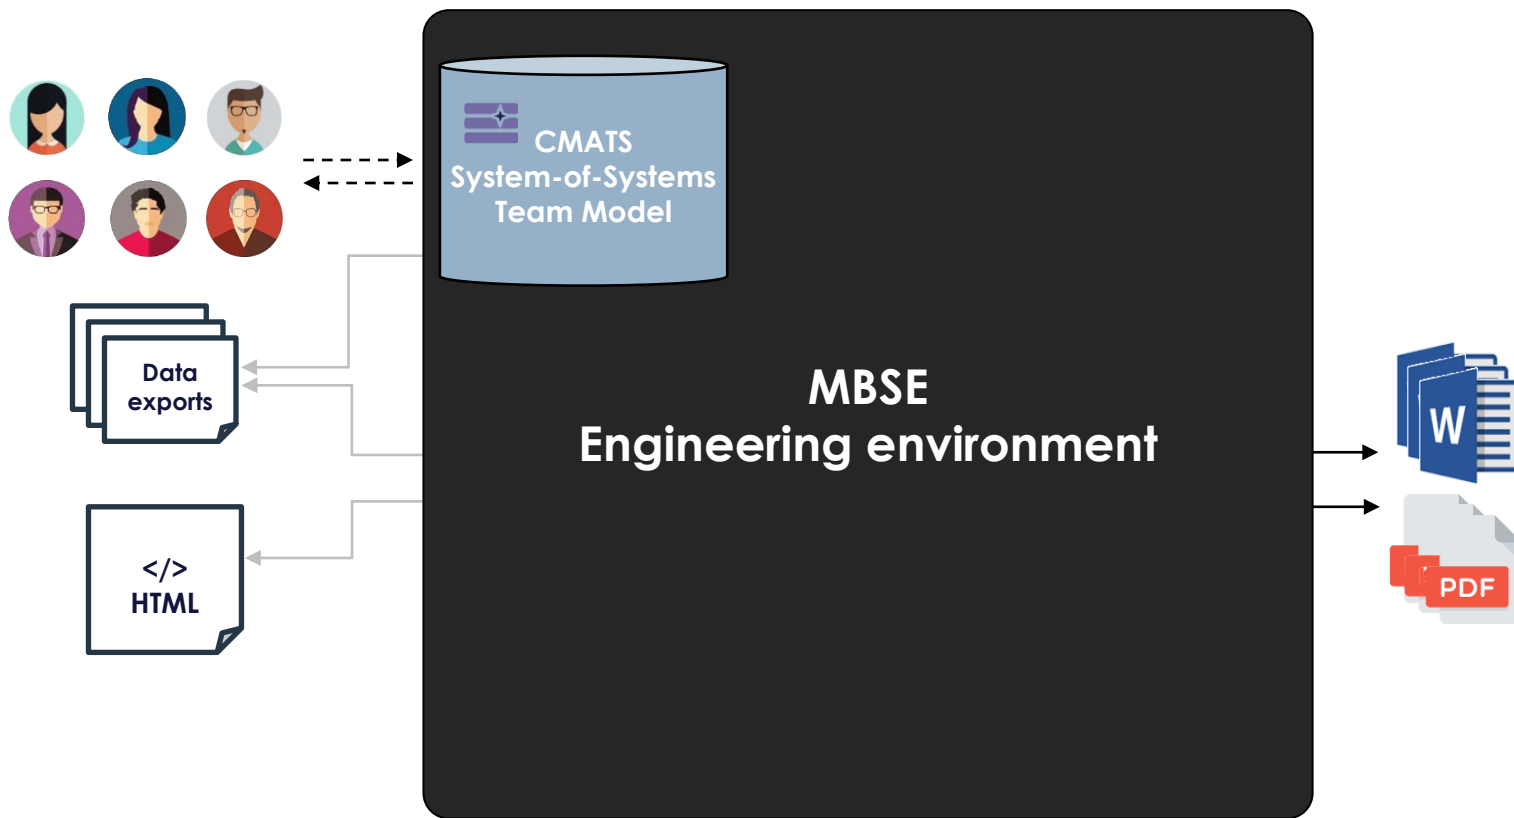 CMATS
System-of-Systems
Team Model
Data
exports
</>
HTML
MBSE
Engineering environment
W
PDF